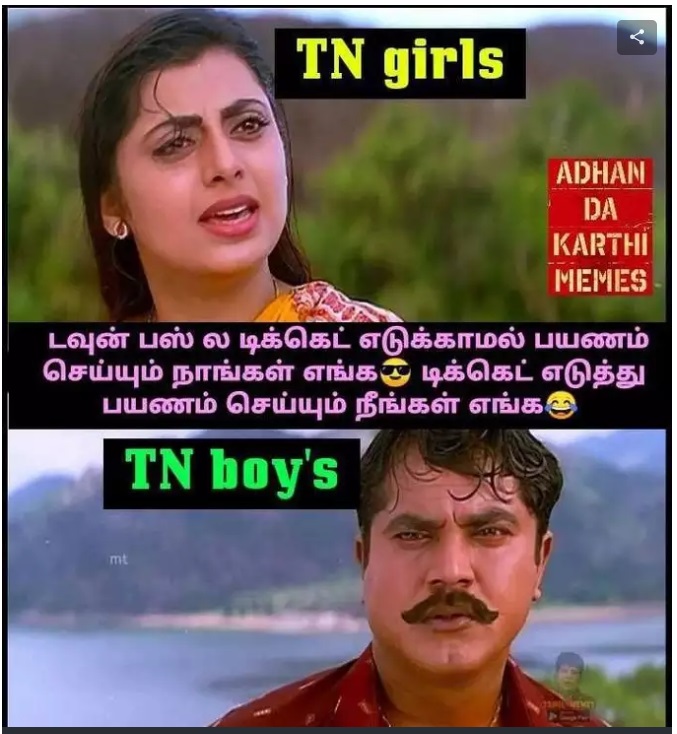 TN girls
ADHAN
DA
KARTHI
MEMES
டவுன் பஸ் ல டிக்கெட் எடுக்காமல் பயணம்
செய்யும் நாங்கள் எங்க😎 டிக்கெட் எடுத்து
பயணம் செய்யும் நீங்கள் எங்க😂
TN boy's
mt